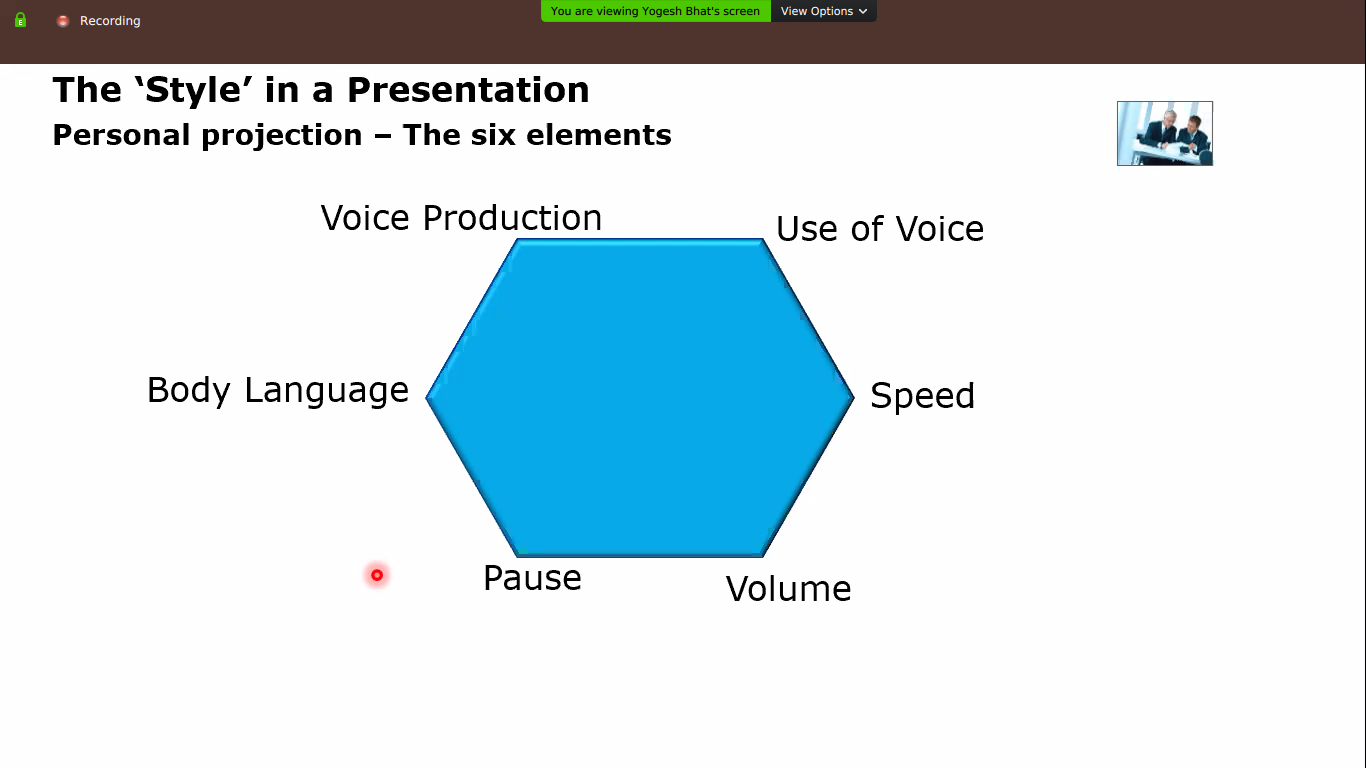 You are viewing Yogesh Bhat's screen
View Options
E
Recording
The ‘Style’ in a Presentation
Personal projection – The six elements
Voice Production
Use of Voice
Body Language
Speed
Pause
Volume